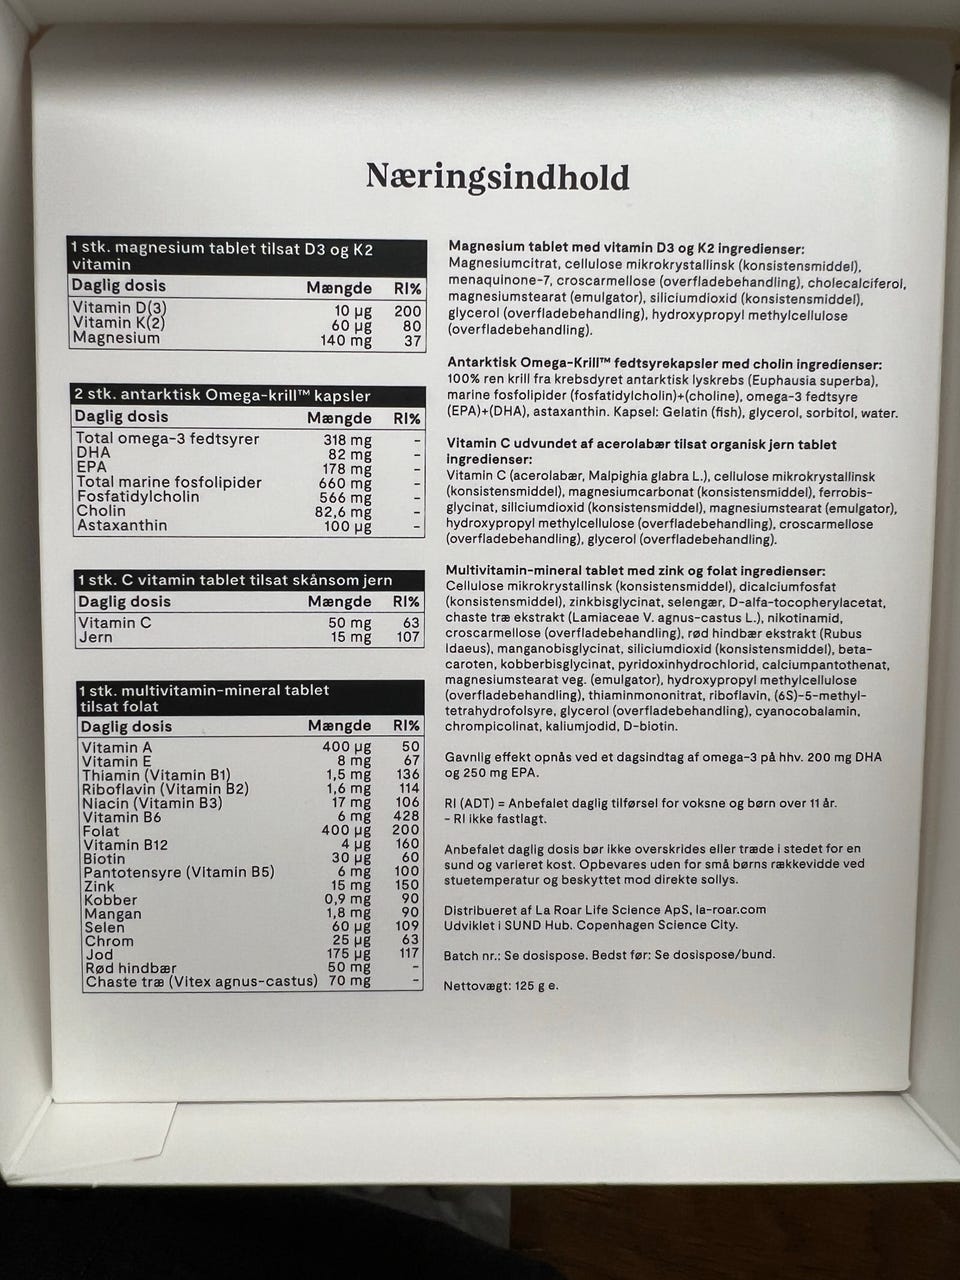 Næringsindhold
1 stk. magnesium tablet tilsat D3 og K2
vitamin
Daglig dosis Mængde RI%
Vitamin D(3) 10 µg 200
Vitamin K(2) 60 µg 80
Magnesium 140 mg 37
2 stk. antarktisk Omega-krill™ kapsler
Daglig dosis Mængde RI%
Total omega-3 fedtsyrer 318 mg -
DHA 82 mg -
EPA 178 mg -
Total marine fosfolipider 660 mg -
Fosfatidylcholin 566 mg -
Cholin 82,6 mg -
Astaxanthin 100 µg -
1 stk. C vitamin tablet tilsat skånsom jern
Daglig dosis Mængde RI%
Vitamin C 50 mg 63
Jern 15 mg 107
1 stk. multivitamin-mineral tablet
tilsat folat
Daglig dosis Mængde RI%
Vitamin A 400 µg 50
Vitamin E 8 mg 67
Thiamin (Vitamin B1) 1,5 mg 136
Riboflavin (Vitamin B2) 1,6 mg 114
Niacin (Vitamin B3) 17 mg 106
Vitamin B6 6 mg 428
Folat 400 µg 200
Vitamin B12 4 µg 160
Biotin 30 µg 60
Pantotensyre (Vitamin B5) 6 mg 100
Zink 15 mg 150
Kobber 0,9 mg 90
Mangan 1,8 mg 90
Selen 60 µg 109
Chrom 25 µg 63
Jod 175 µg 117
Rød hindbær 50 mg -
Chaste træ (Vitex agnus-castus) 70 mg -
Magnesium tablet med vitamin D3 og K2 ingredienser:
Magnesiumcitrat, cellulose mikrokrystallinsk (konsistensmiddel),
menaquinone-7, croscarmellose (overfladebehandling), cholecalciferol,
magnesiumstearat (emulgator), siliciumdioxid (konsistensmiddel),
glycerol (overfladebehandling), hydroxypropyl methylcellulose
(overfladebehandling).
Antarktisk Omega-Krill™ fedtsyrekapsler med cholin ingredienser:
100% ren krill fra krebsdyret antarktisk lyskrebs (Euphausia superba),
marine fosfolipider (fosfatidylcholin)+(choline), omega-3 fedtsyre
(EPA)+(DHA), astaxanthin. Kapsel: Gelatin (fish), glycerol, sorbitol, water.
Vitamin C udvundet af acerolabær tilsat organisk jern tablet
ingredienser:
Vitamin C (acerolabær, Malpighia glabra L.), cellulose mikrokrystallinsk
(konsistensmiddel), magnesiumcarbonat (konsistensmiddel), ferrobis-
glycinat, siliciumdioxid (konsistensmiddel), magnesiumstearat (emulgator),
hydroxypropyl methylcellulose (overfladebehandling), croscarmellose
(overfladebehandling), glycerol (overfladebehandling).
Multivitamin-mineral tablet med zink og folat ingredienser:
Cellulose mikrokrystallinsk (konsistensmiddel), dicalciumfosfat
(konsistensmiddel), zinkbisglycinat, selengær, D-alfa-tocopherylacetat,
chaste træ ekstrakt (Lamiaceae V. agnus-castus L.), nikotinamid,
croscarmellose (overfladebehandling), rød hindbær ekstrakt (Rubus
Idaeus), manganobisglycinat, siliciumdioxid (konsistensmiddel), beta-
caroten, kobberbisglycinat, pyridoxinhydrochlorid, calciumpantothenat,
magnesiumstearat veg. (emulgator), hydroxypropyl methylcellulose
(overfladebehandling), thiaminmononitrat, riboflavin, (6S)-5-methyl-
tetrahydrofolsyre, glycerol (overfladebehandling), cyanocobalamin,
chrompicolinat, kaliumjodid, D-biotin.
Gavnlig effekt opnås ved et dagsindtag af omega-3 på hhv. 200 mg DHA
og 250 mg EPA.
RI (ADT) = Anbefalet daglig tilførsel for voksne og børn over 11 år.
- RI ikke fastlagt.
Anbefalet daglig dosis bør ikke overskrides eller træde i stedet for en
sund og varieret kost. Opbevares uden for små børns rækkevidde ved
stuetemperatur og beskyttet mod direkte sollys.
Distribueret af La Roar Life Science ApS, la-roar.com
Udviklet i SUND Hub. Copenhagen Science City.
Batch nr.: Se dosispose. Bedst før: Se dosispose/bund.
Nettovægt: 125 g e.